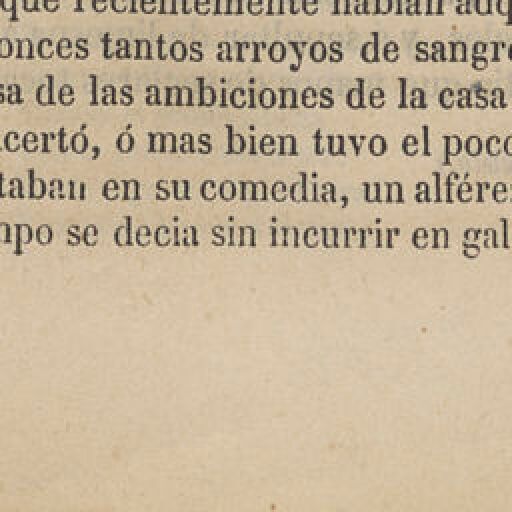 que recientemente habian adq
onces tantos arroyos de sangre
sa de las ambiciones de la casa
certó, ó mas bien tuvo el poco
taban en su comedia, un alfére
npo se decia sin incurrir en gal